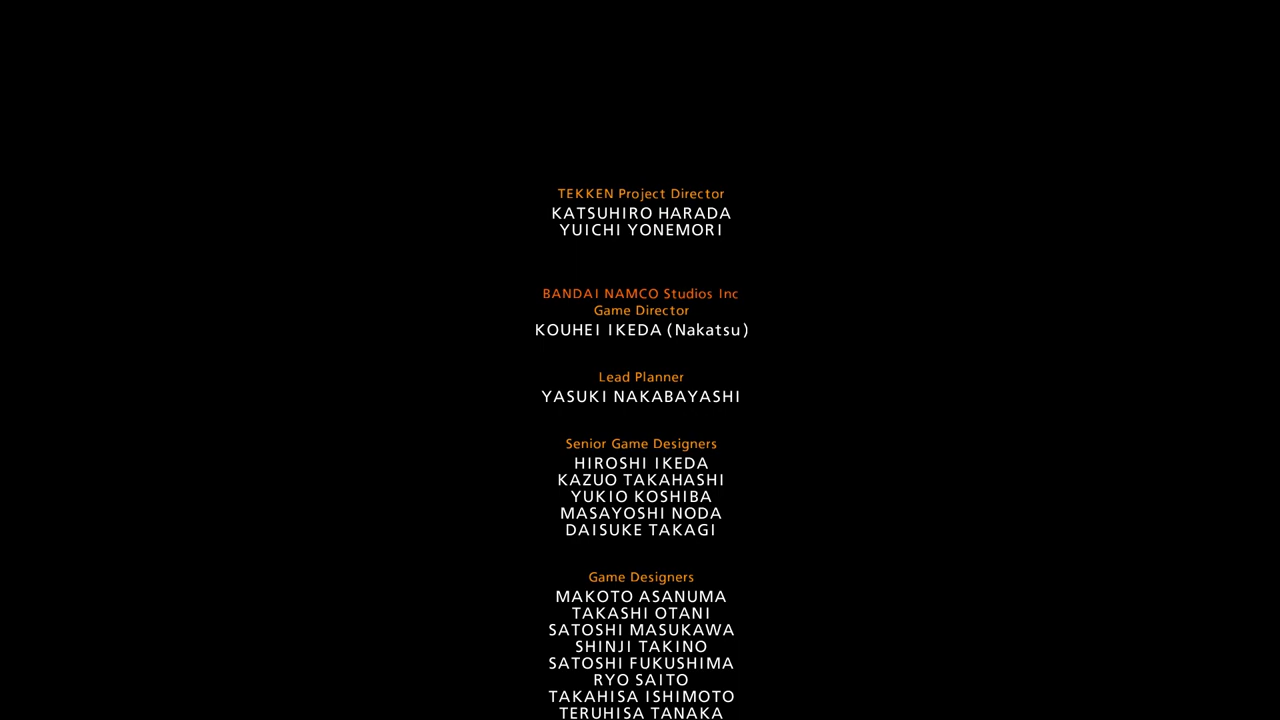 TEKKEN Project Director
KATSUHIRO HARADA
YUICHI YONEMORI
BANDAI NAMCO Studios Inc
Game Director
KOUHEI IKEDA (Nakatsu)
Lead Planner
YASUKI NAKABAYASHI
Senior Game Designers
HIROSHI IKEDA
KAZUO TAKAHASHI
YUKIO KOSHIBA
MASAYOSHI NODA
DAISUKE TAKAGI
Game Designers
MAKOTO ASANUMA
TAKASHI OTANI
SATOSHI MASUKAWA
SHINJI TAKINO
SATOSHI FUKUSHIMA
RYO SAITO
TAKAHISA ISHIMOTO
TERUHISA TANAKA